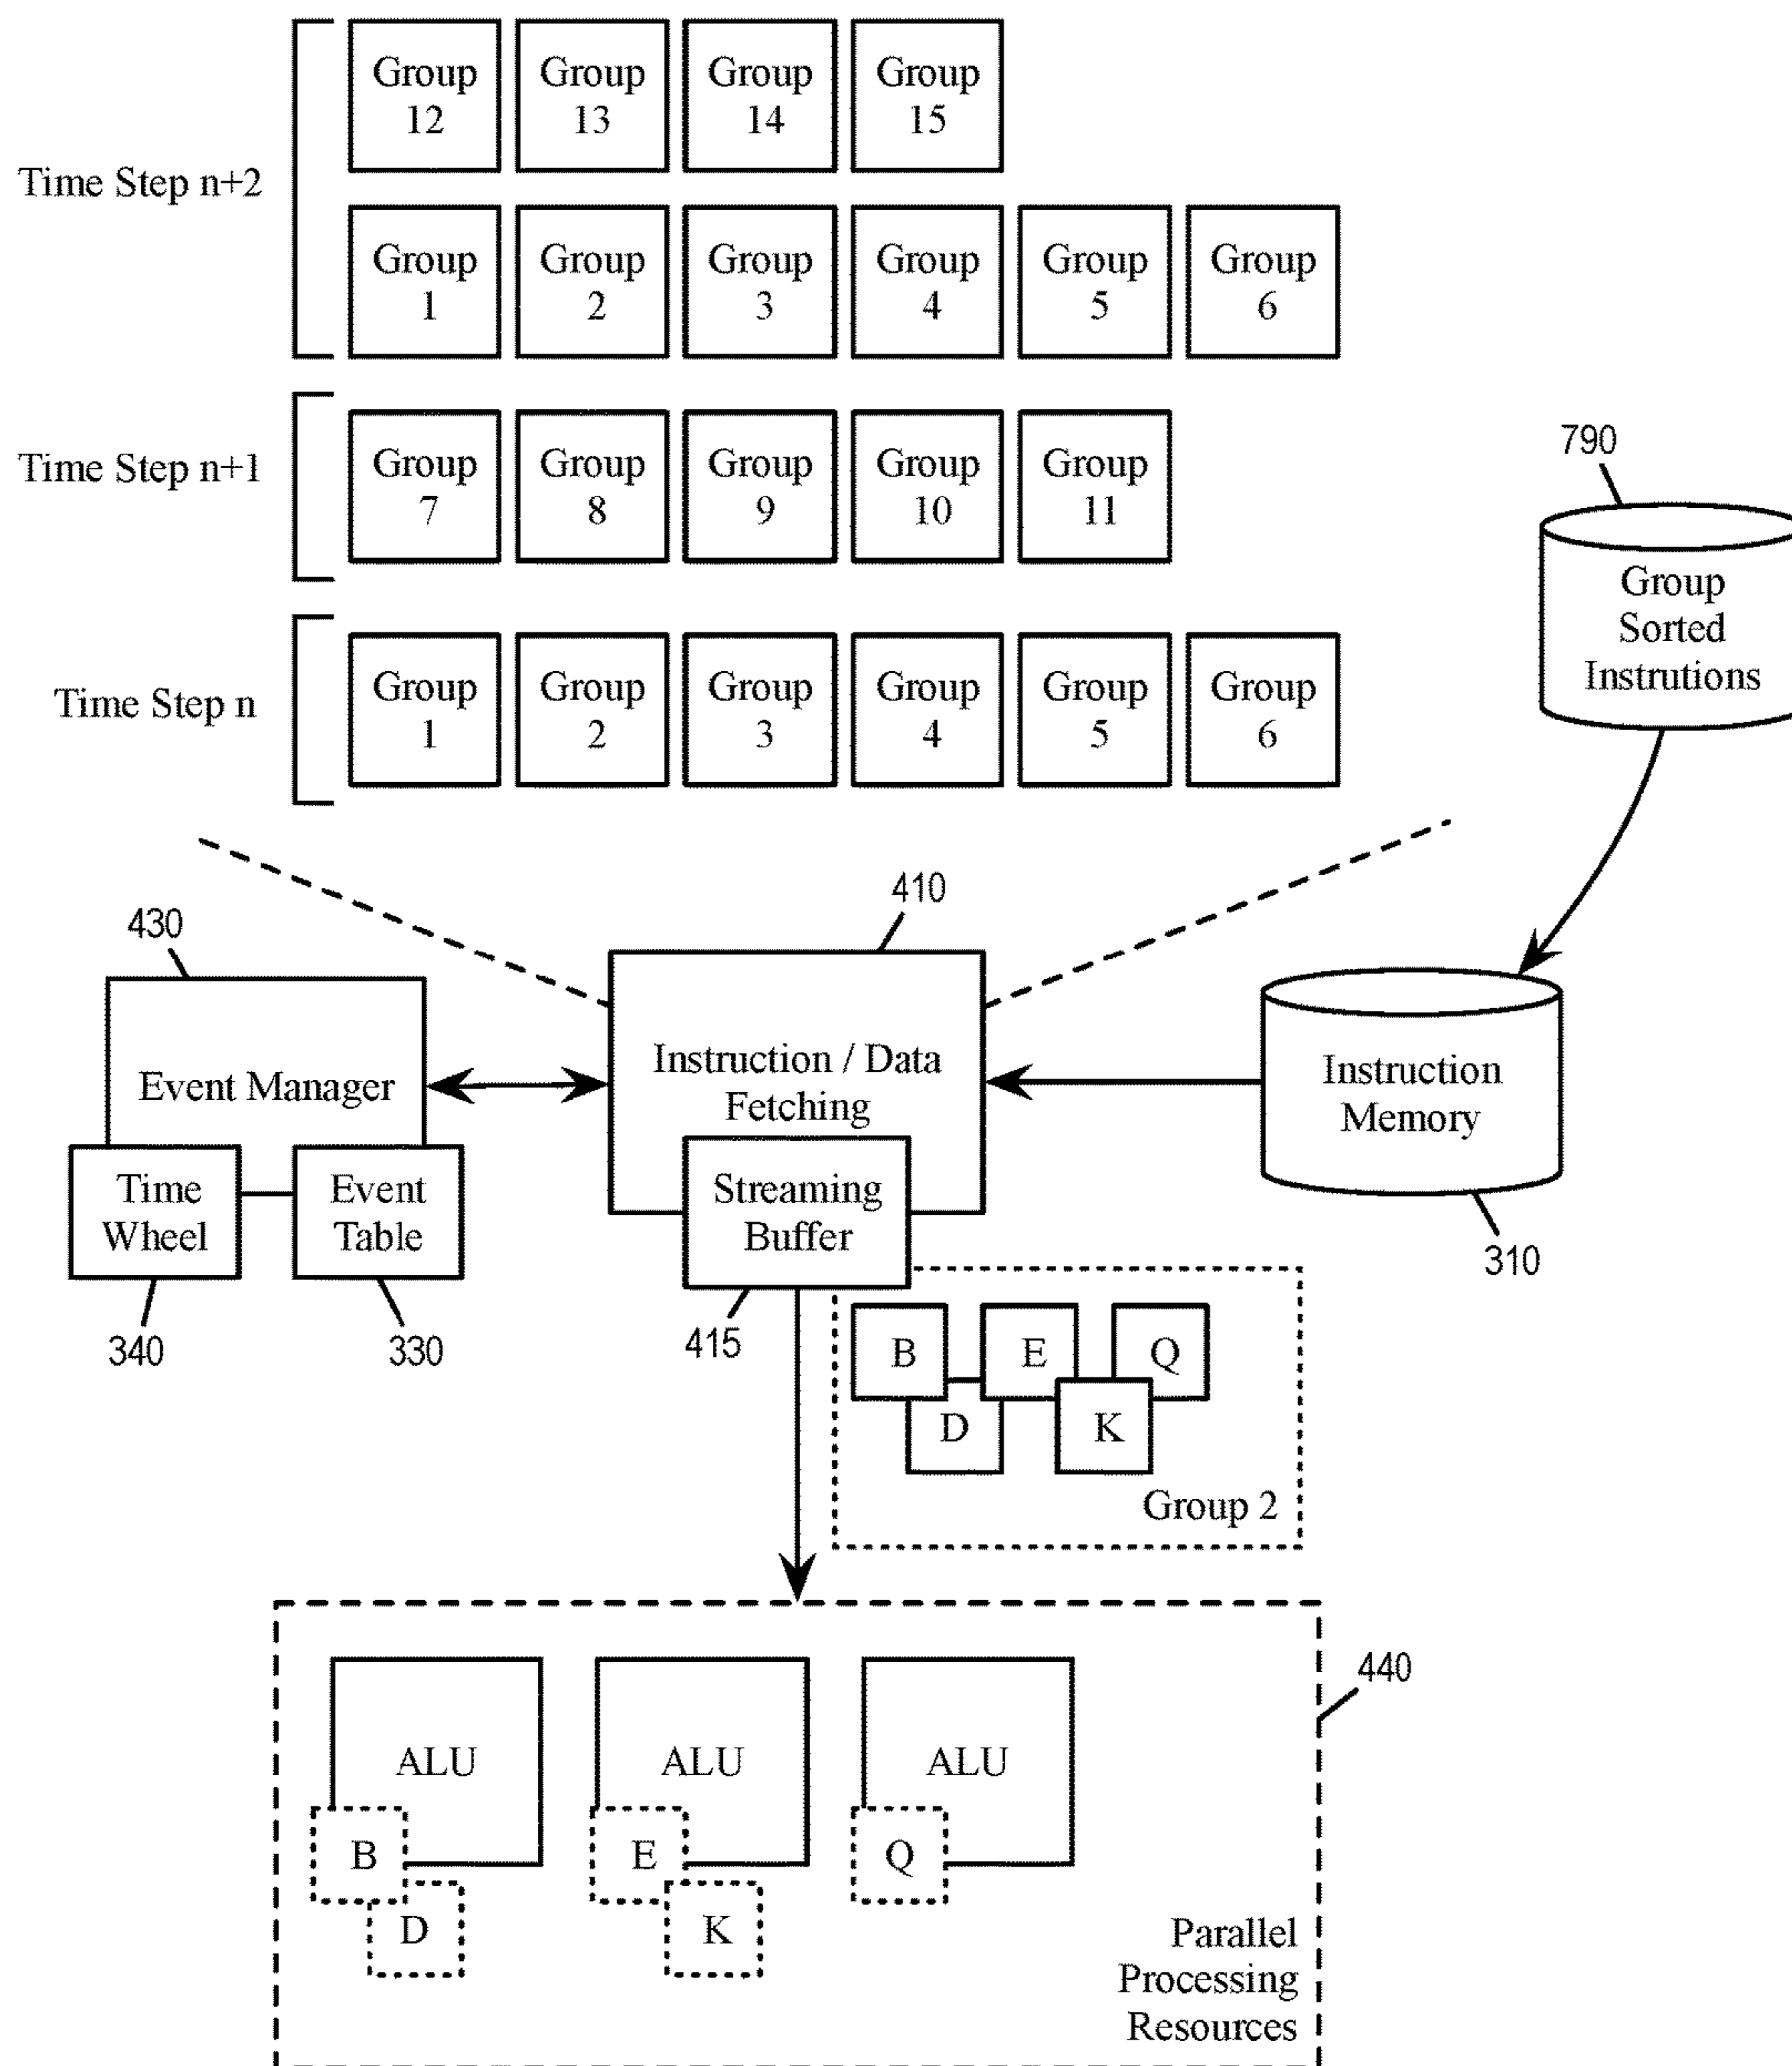 Group
12
Group
13
Group
14
Group
15
Time Step n+2
Group
1
Group
2
Group
3
Group
4
Group
5
Group
6
Time Step n+1
Group
7
Group
8
Group
9
Group
10
Group
11
790
Group
Sorted
Instrutions
Time Step n
Group
1
Group
2
Group
3
Group
4
Group
5
Group
6
410
430
Event Manager
Instruction / Data
Fetching
Instruction
Memory
Time
Wheel
Event
Table
Streaming
Buffer
310
340
330
415
B
E
Q
D
K
Group 2
440
ALU
ALU
ALU
B
E
Q
D
K
Parallel
Processing
Resources